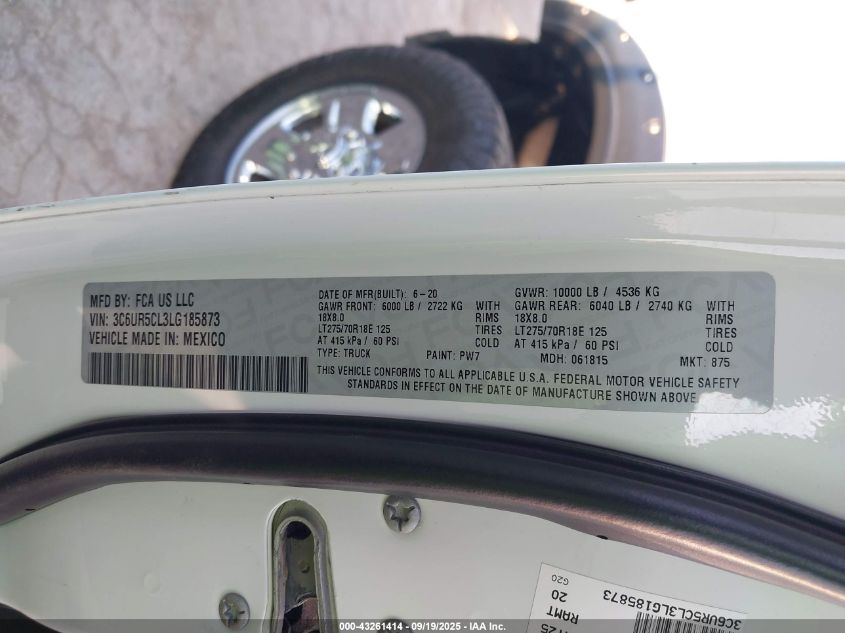 MFD BY: FCA US LLC
VIN: 3C6UR5CL3LG185873
VEHICLE MADE IN: MEXICO
DATE OF MFR(BUILT): 6-20
GAWR FRONT: 6000 LB / 2722 KG WITH
18X8.0 RIMS
LT275/70R18E 125 TIRES
AT 415 kPa / 60 PSI COLD
TYPE: TRUCK PAINT: PW7
GVWR: 10000 LB / 4536 KG
GAWR REAR: 6040 LB / 2740 KG WITH
18X8.0 RIMS
LT275/70R18E 125 TIRES
AT 415 kPa / 60 PSI COLD
MDH: 061815 MKT: 875
THIS VEHICLE CONFORMS TO ALL APPLICABLE U.S.A. FEDERAL MOTOR VEHICLE SAFETY
STANDARDS IN EFFECT ON THE DATE OF MANUFACTURE SHOWN ABOVE
3C6UR5CL3LG185873
G20
20
RAMT
125
000-43261414 - 09/19/2025 - IAA Inc.